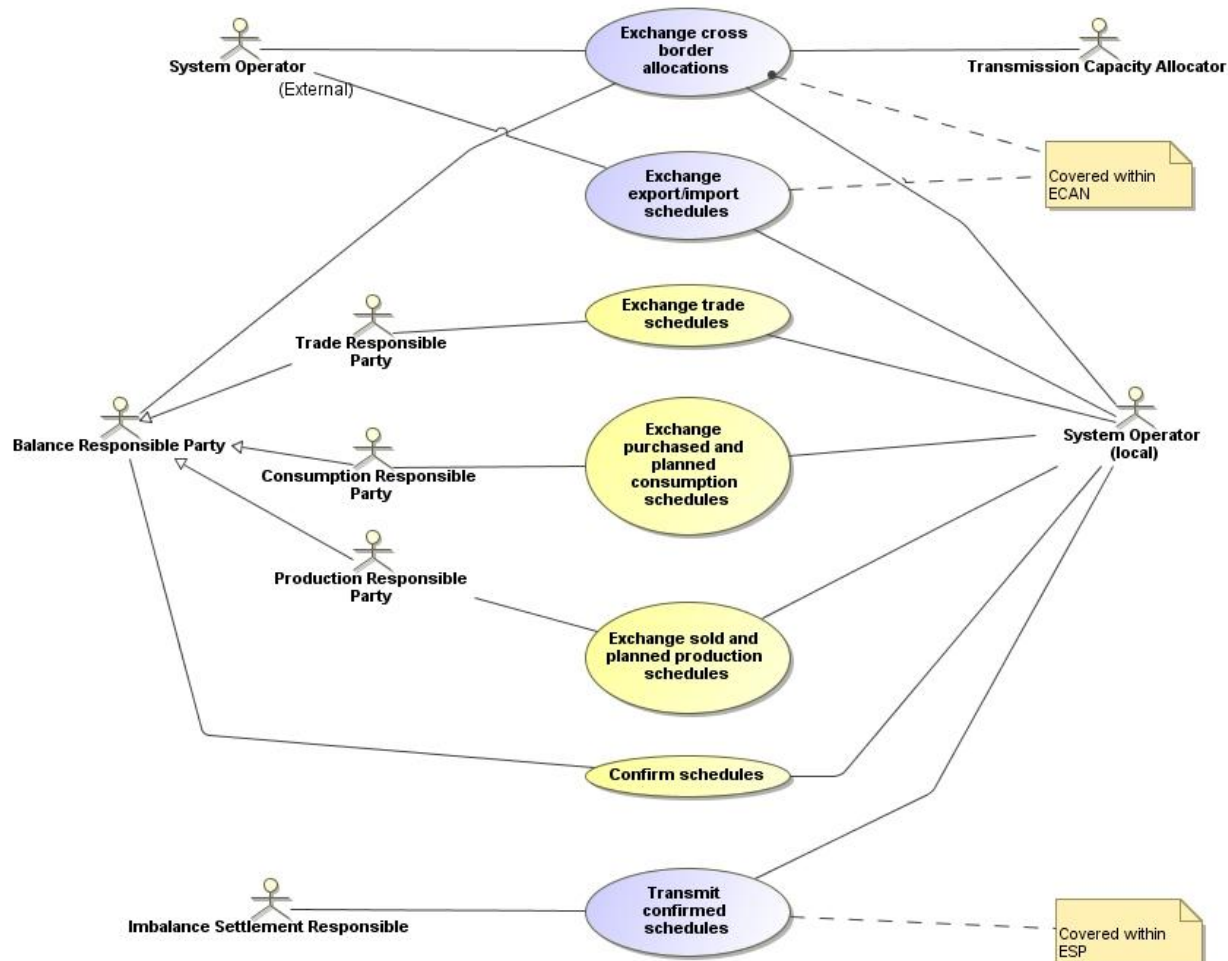 Exchange cross
border
allocations
System Operator
(External)
Transmission Capacity Allocator
Exchange
export/import
schedules
Covered within
ECAN
Exchange trade
schedules
Trade Responsible
Party
Balance Responsible Party
Exchange
purchased and
planned
consumption
schedules
System Operator
(local)
Consumption Responsible
Party
Production Responsible
Party
Exchange sold and
planned production
schedules
Confirm schedules
Transmit
confirmed
schedules
Imbalance Settlement Responsible
Covered within
ESP